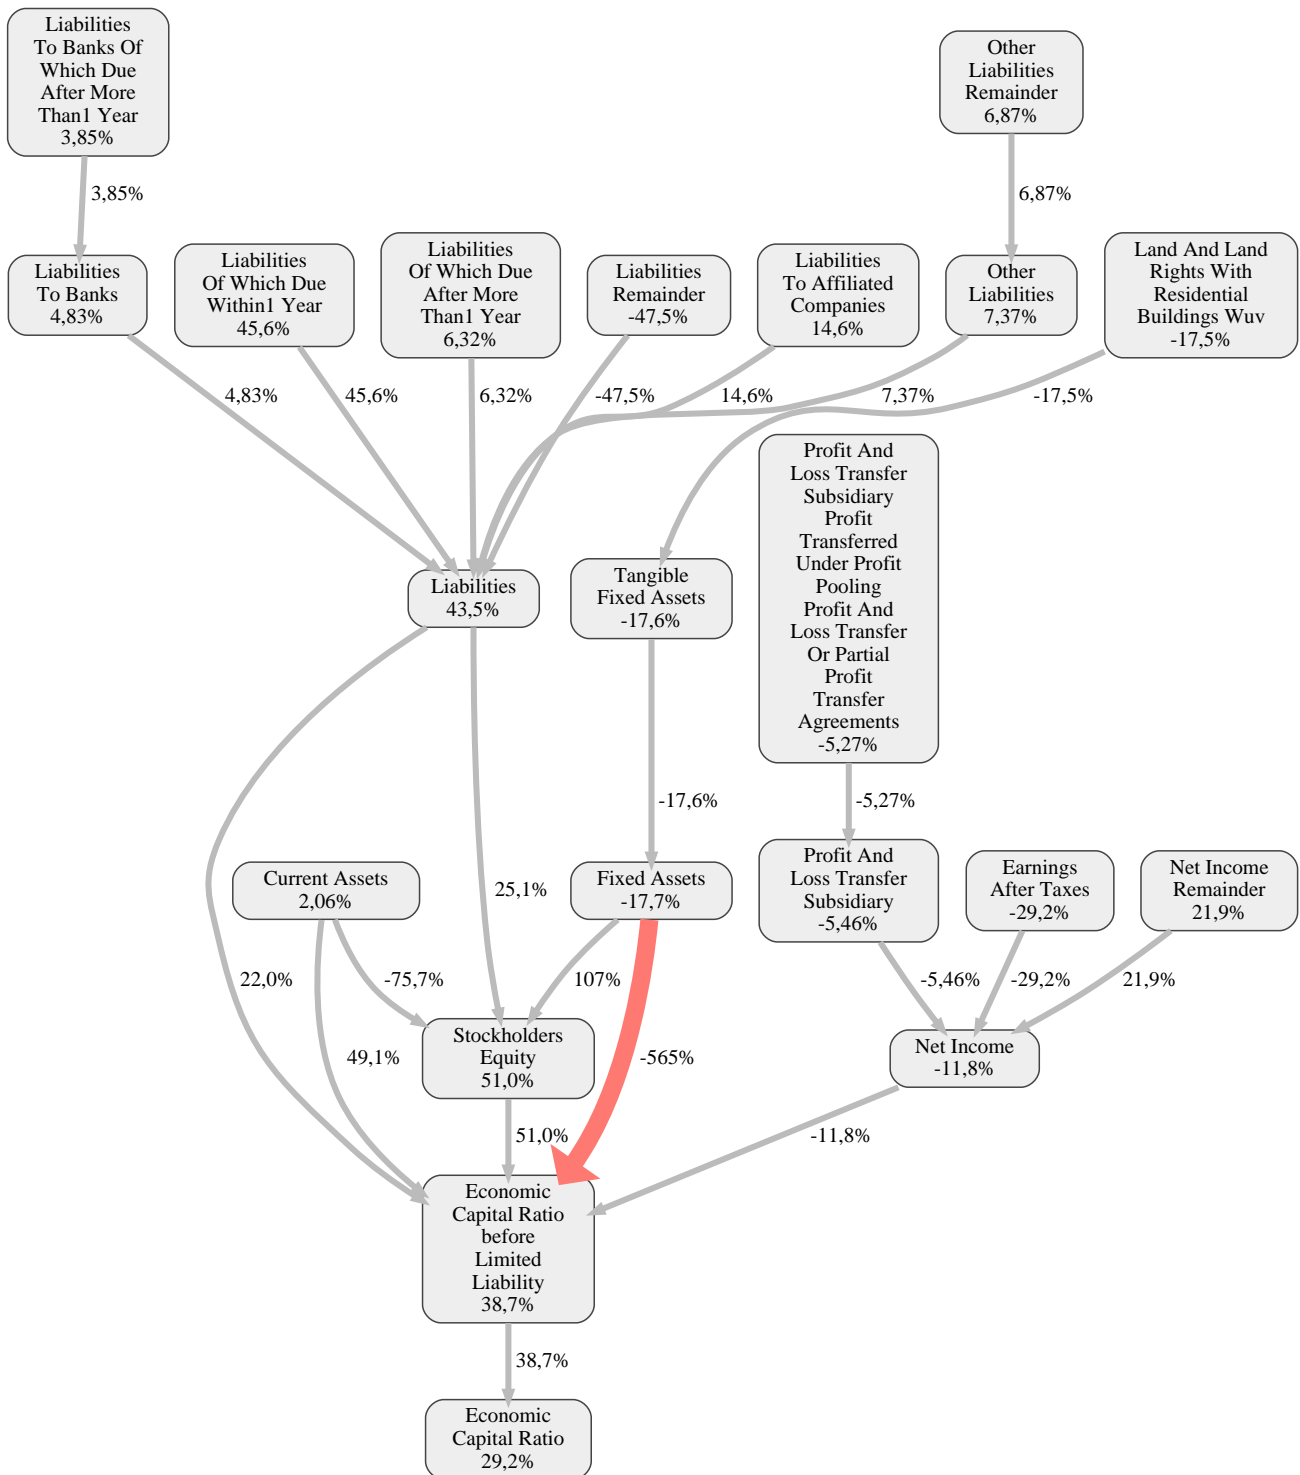 Liabilities
To Banks Of
Which Due
After More
Than1 Year
3,85%
Other
Liabilities
Remainder
6,87%
3,85%
6,87%
Liabilities
To Banks
4,83%
Liabilities
Of Which Due
Within1 Year
45,6%
Liabilities
Of Which Due
After More
Than1 Year
6,32%
Liabilities
Remainder
-47,5%
Liabilities
To Affiliated
Companies
14,6%
Other
Liabilities
7,37%
Land And Land
Rights With
Residential
Buildings Wuv
-17,5%
4,83%
45,6%
6,32%
-47,5%
14,6%
7,37%
-17,5%
Profit And
Loss Transfer
Subsidiary
Profit
Transferred
Under Profit
Pooling
Profit And
Loss Transfer
Or Partial
Profit
Transfer
Agreements
-5,27%
Liabilities
43,5%
Tangible
Fixed Assets
-17,6%
-17,6%
-5,27%
Current Assets
2,06%
25,1%
Fixed Assets
-17,7%
Profit And
Loss Transfer
Subsidiary
-5,46%
Earnings
After Taxes
-29,2%
Net Income
Remainder
21,9%
22,0%
-75,7%
107%
-5,46%
-29,2%
21,9%
49,1%
Stockholders
Equity
51,0%
-565%
Net Income
-11,8%
51,0%
-11,8%
Economic
Capital Ratio
before
Limited
Liability
38,7%
38,7%
Economic
Capital Ratio
29,2%